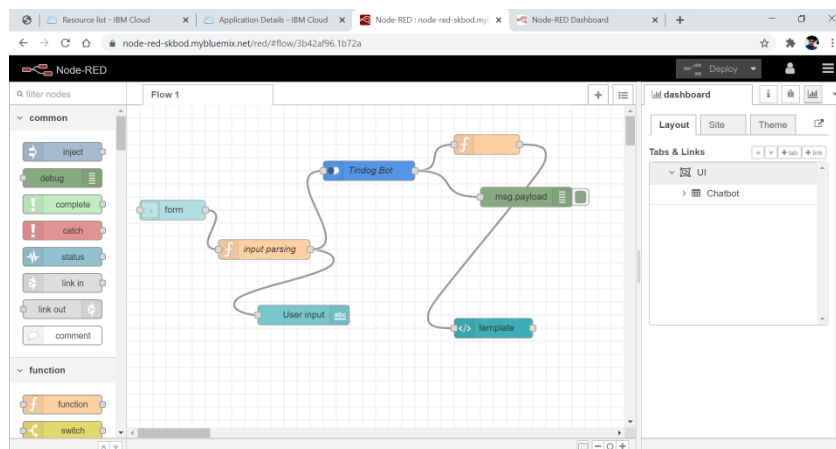 Resource list - IBM Cloud
Application Details - IBM Cloud
Node-RED : node-red-skbod.my
Node-RED Dashboard
node-red-skbod.mybluemix.net/red/#flow/3b42af96.1b72a
Node-RED
Deploy
filter nodes
Flow 1
dashboard
i
common
Layout
Site
Theme
Tabs & Links
tab
link
inject
debug
complete
catch
status
link in
link out
comment
function
function
switch
form
input parsing
User input
abc
Tindog Bot
f
msg.payload
</> template
UI
Chatbot